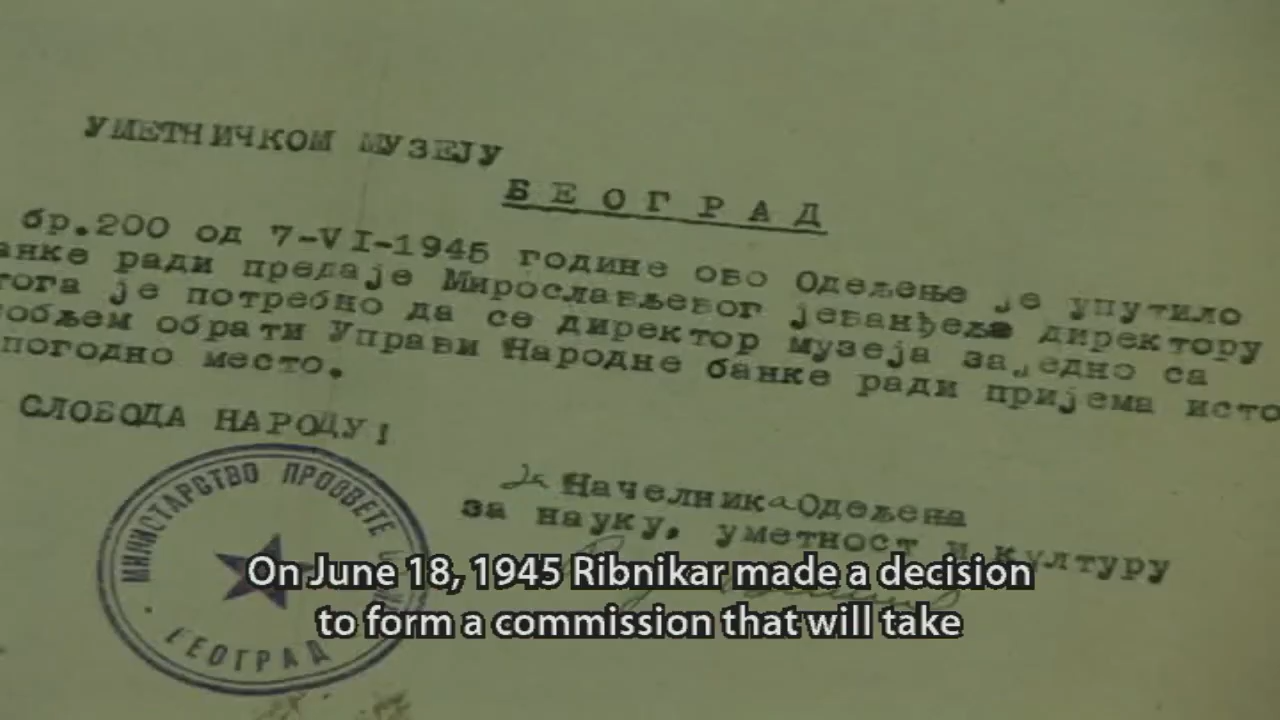 УМЕТНИЧКОМ МУЗЕЈУ
БЕОГРАД
бр.200 од 7-VI-1945 године ово Одељење је упутило
анке ради предаје Мирослављевог јеванђеља директору
тога је потребно да се директор музеја заједно са
обљем обрати Управи Народне банке ради пријема исто
погодно место.
СЛОБОДА НАРОДУ!
За Начелника Одељена
за науку, уметност и културу
МИНИСТАРСТВО ПРОСВЕТЕ
БЕОГРАД
On June 18, 1945 Ribnikar made a decision
to form a commission that will take